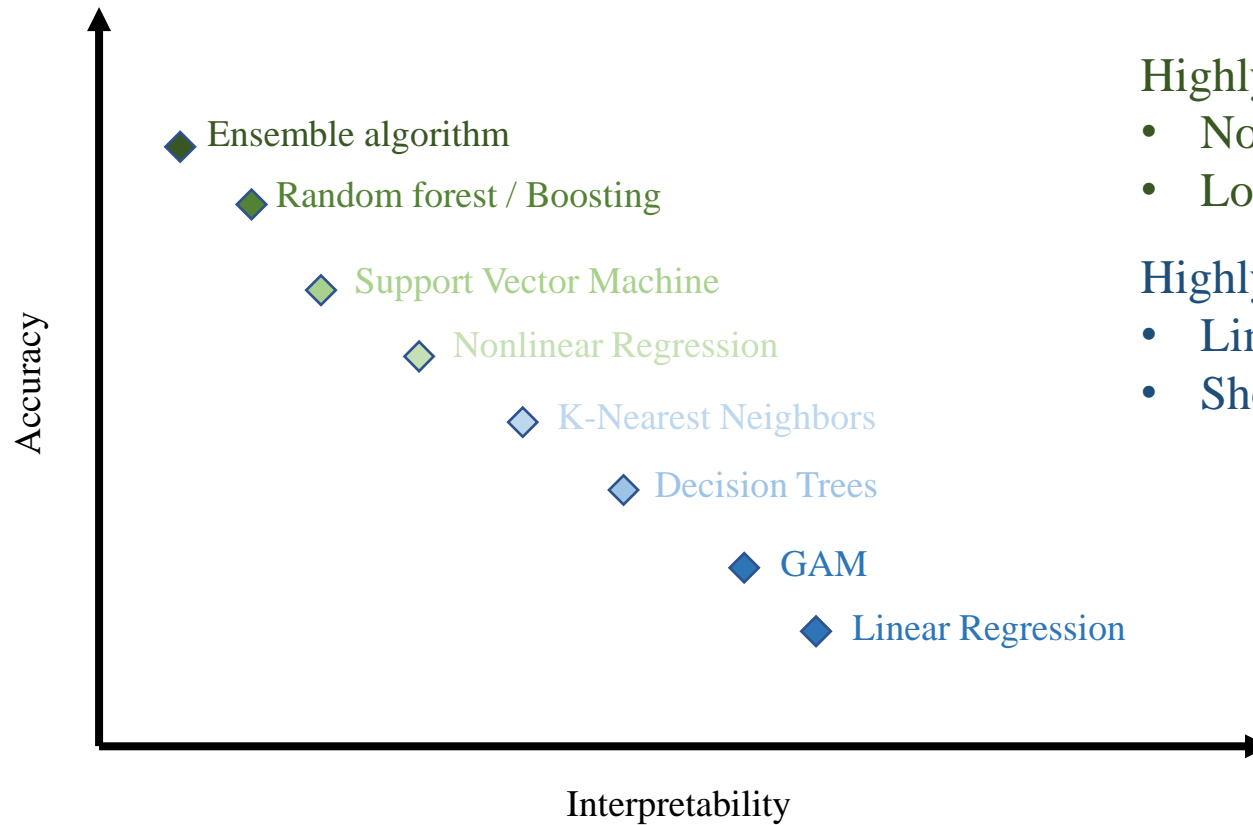 Ensemble algorithm
Random forest / Boosting
Support Vector Machine
Nonlinear Regression
K-Nearest Neighbors
Decision Trees
GAM
Linear Regression
Accuracy
Interpretability